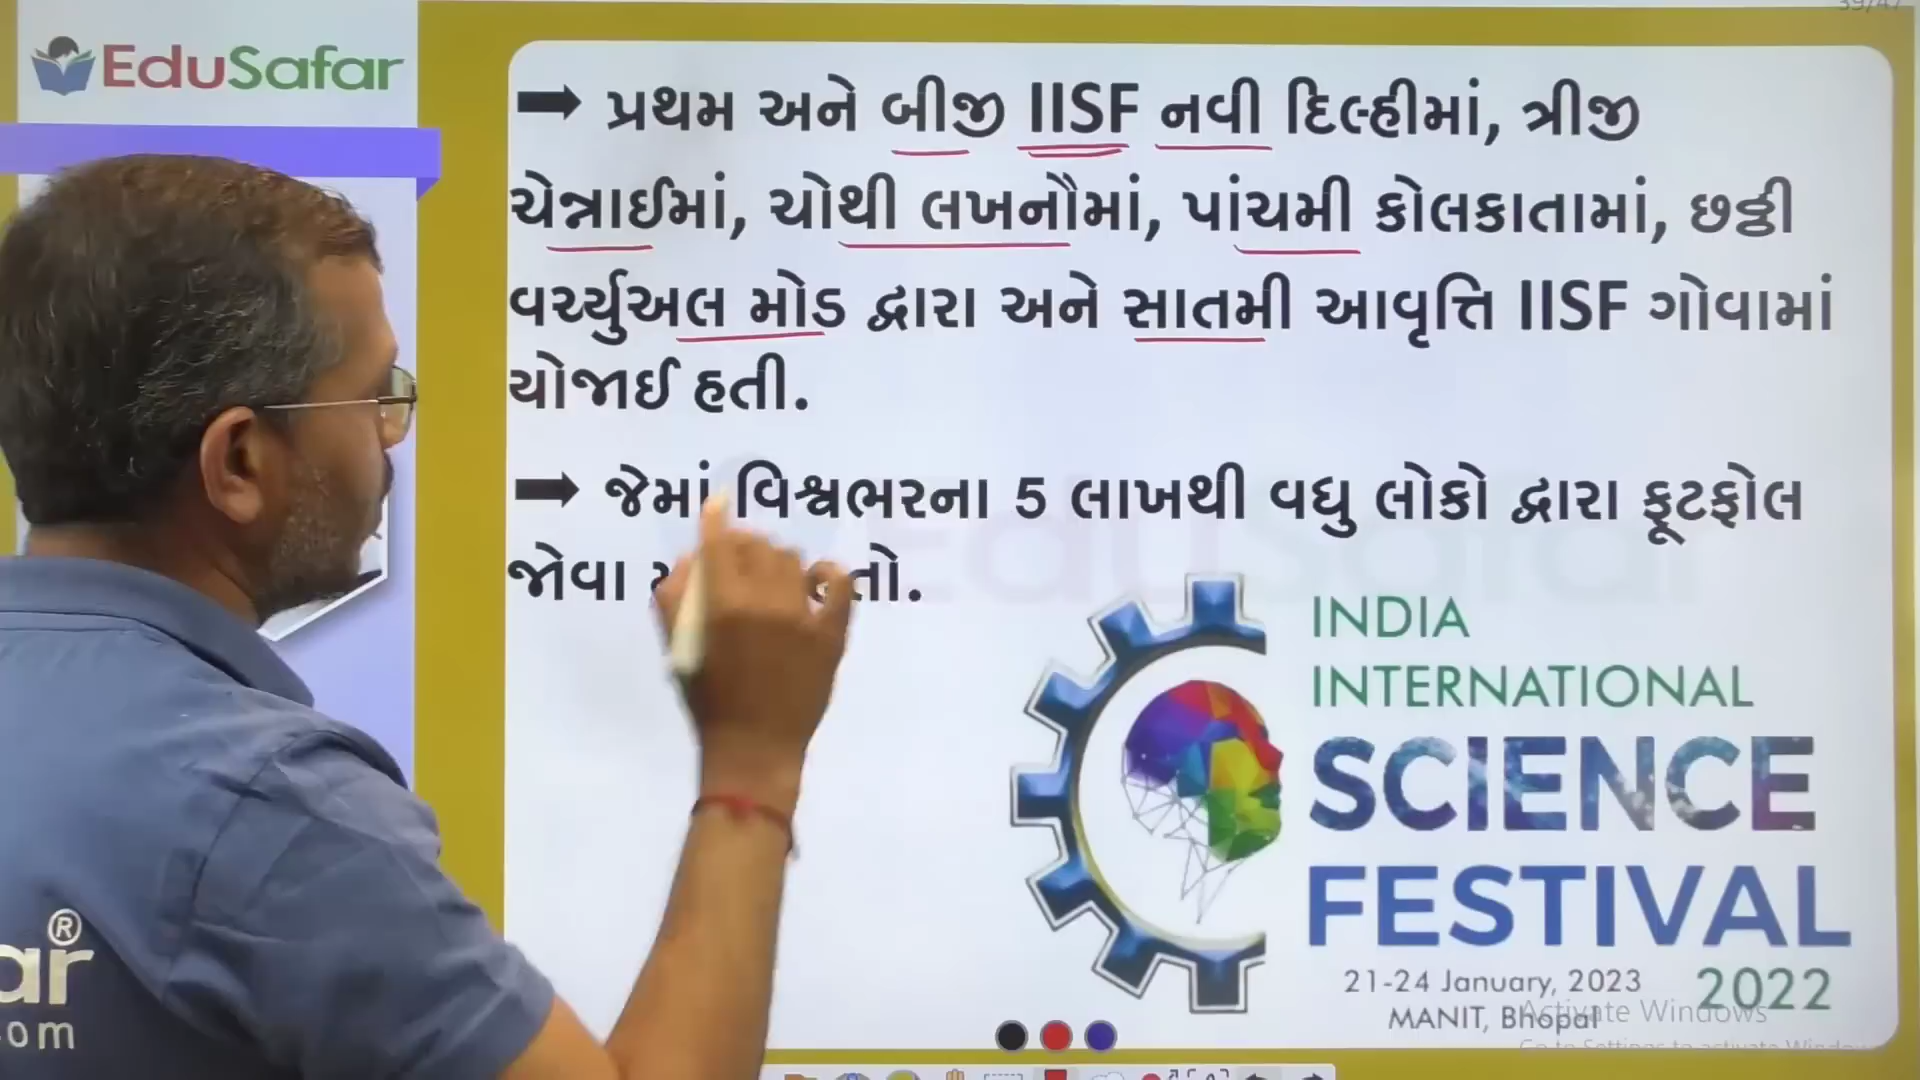 EduSafar
➡ પ્રથમ અને બીજી IISF નવી દિલ્હીમાં, ત્રીજી
ચેન્નાઈમાં, ચોથી લખનૌમાં, પાંચમી કોલકાતામાં, છઠ્ઠી
વર્ચ્યુઅલ મોડ દ્વારા અને સાતમી આવૃત્તિ IISF ગોવામાં
યોજાઈ હતી.
➡ જેમાં વિશ્વભરના 5 લાખથી વધુ લોકો દ્વારા ફૂટફોલ
જોવા
INDIA
INTERNATIONAL
SCIENCE
FESTIVAL
21-24 January, 2023 2022
MANIT, Bhopal
Activate Windows
ar®
.com